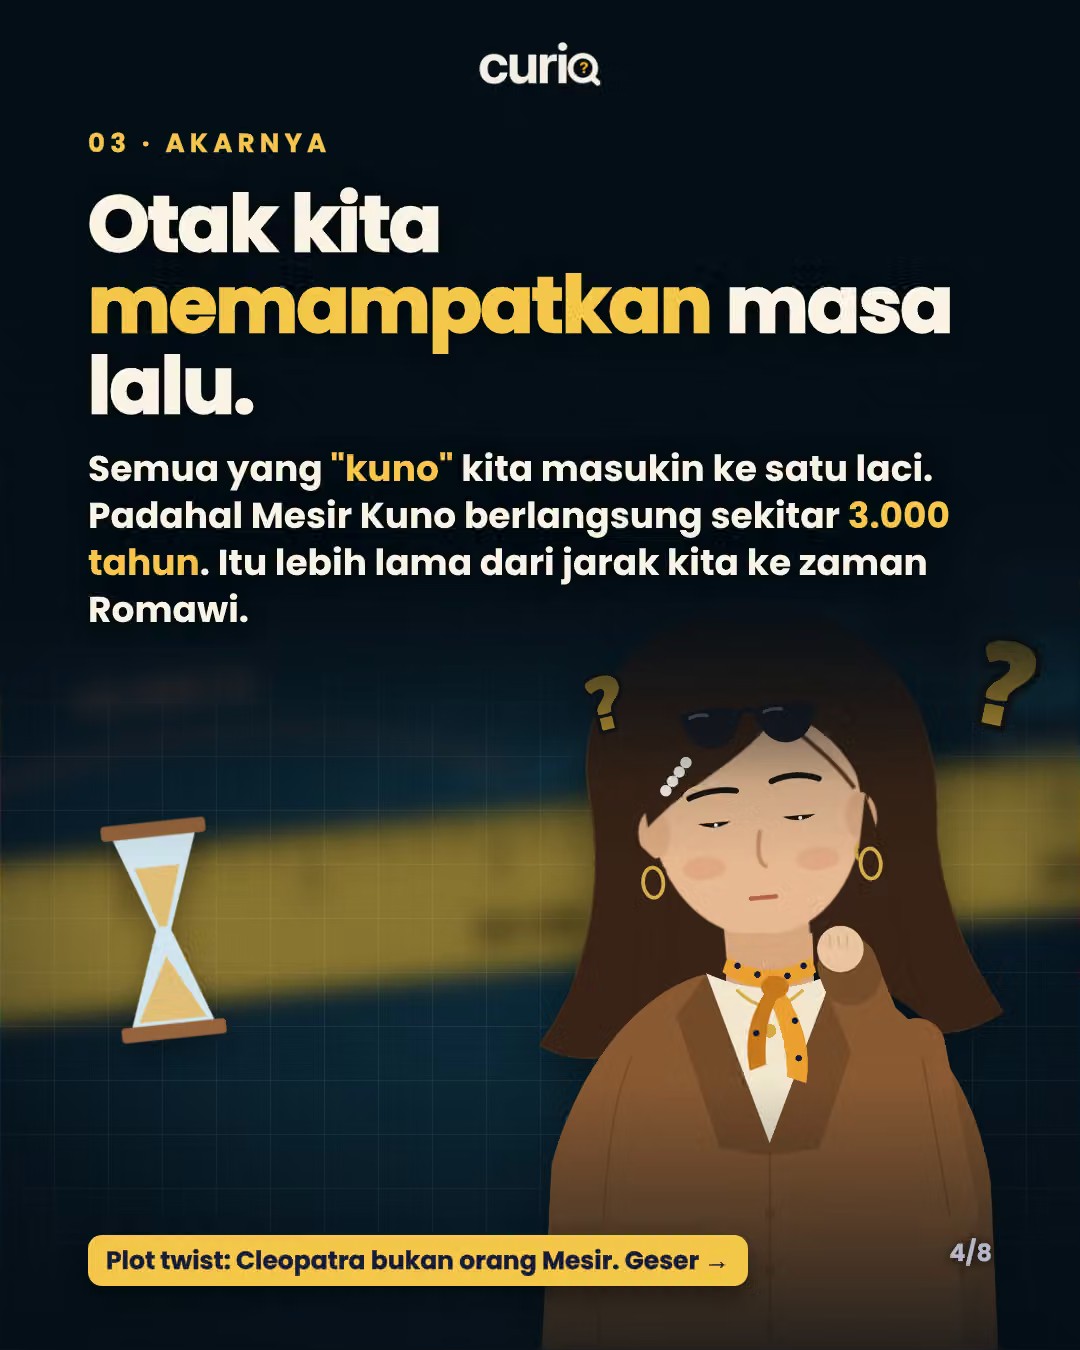 curiQ
03 · AKARNYA
Otak kita
memampatkan masa
lalu.
Semua yang "kuno" kita masukin ke satu laci.
Padahal Mesir Kuno berlangsung sekitar 3.000
tahun. Itu lebih lama dari jarak kita ke zaman
Romawi.
? ?
Plot twist: Cleopatra bukan orang Mesir. Geser →
4/8